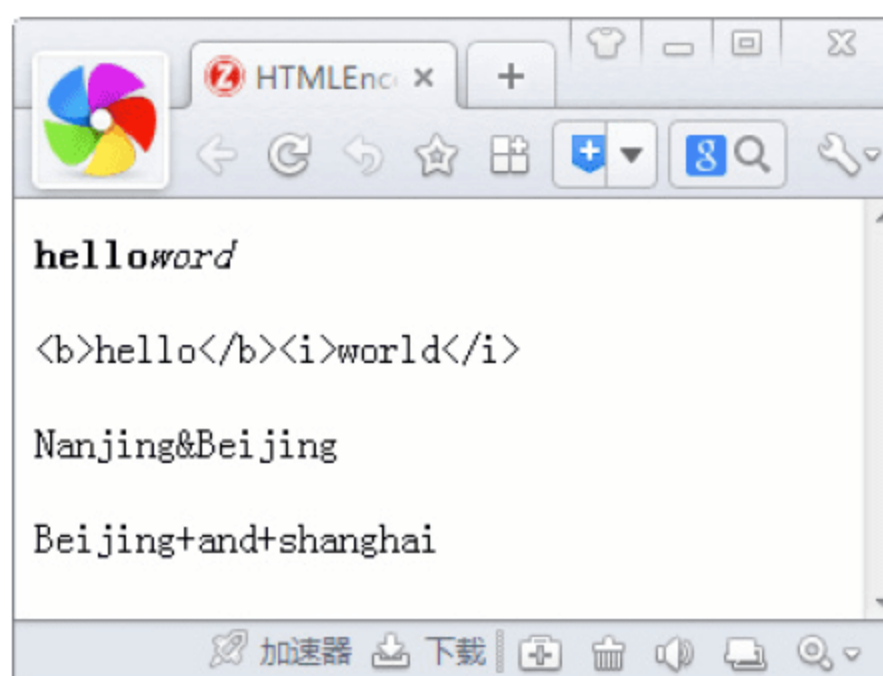 HTMLEnc
helloword
<b>hello</b><i>world</i>
Nanjing&Beijing
Beijing+and+shanghai
加速器 下载